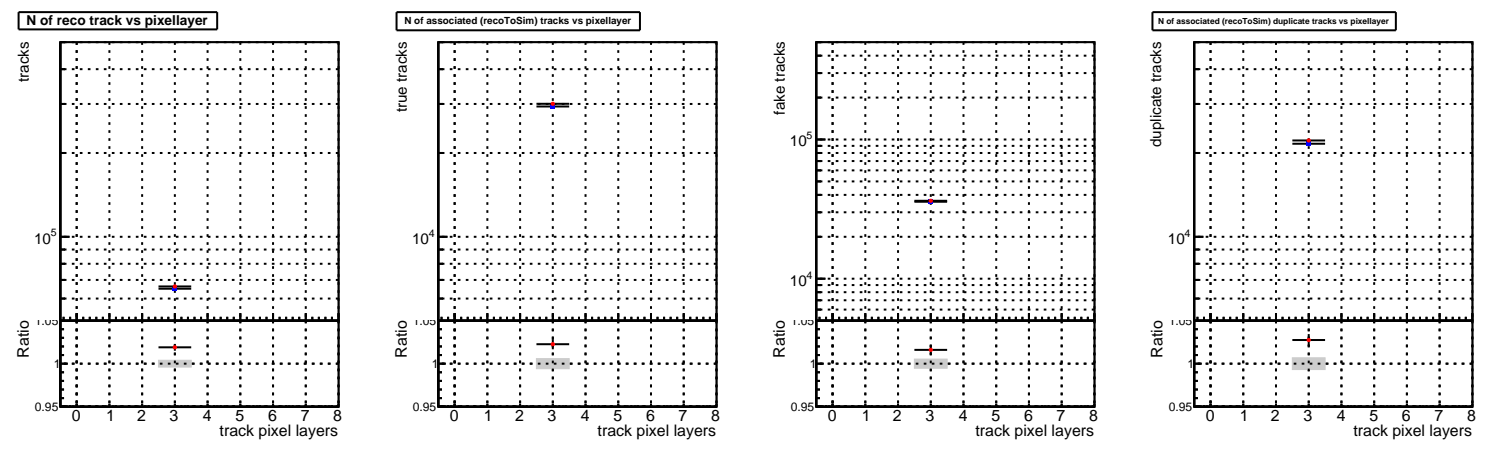 N of reco track vs pixellayer
tracks
10^5
1.05
Ratio
1
0.95
0 1 2 3 4 5 6 7 8
track pixel layers
N of associated (recoToSim) tracks vs pixellayer
true tracks
10^4
1.05
Ratio
1
0.95
0 1 2 3 4 5 6 7 8
track pixel layers
fake tracks
10^5
10^4
1.05
Ratio
1
0.95
0 1 2 3 4 5 6 7 8
track pixel layers
N of associated (recoToSim) duplicate tracks vs pixellayer
duplicate tracks
10^4
1.05
Ratio
1
0.95
0 1 2 3 4 5 6 7 8
track pixel layers